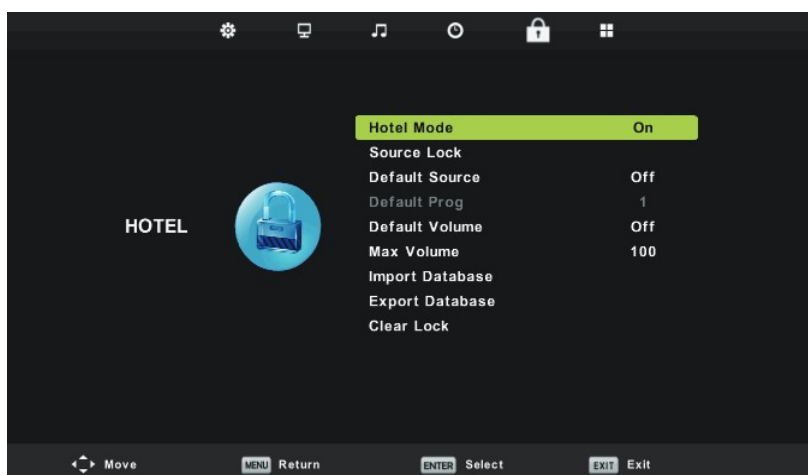 Hotel Mode On
Source Lock
Default Source Off
Default Prog 1
HOTEL
Default Volume Off
Max Volume 100
Import Database
Export Database
Clear Lock
Move MENU Return ENTER Select EXIT Exit